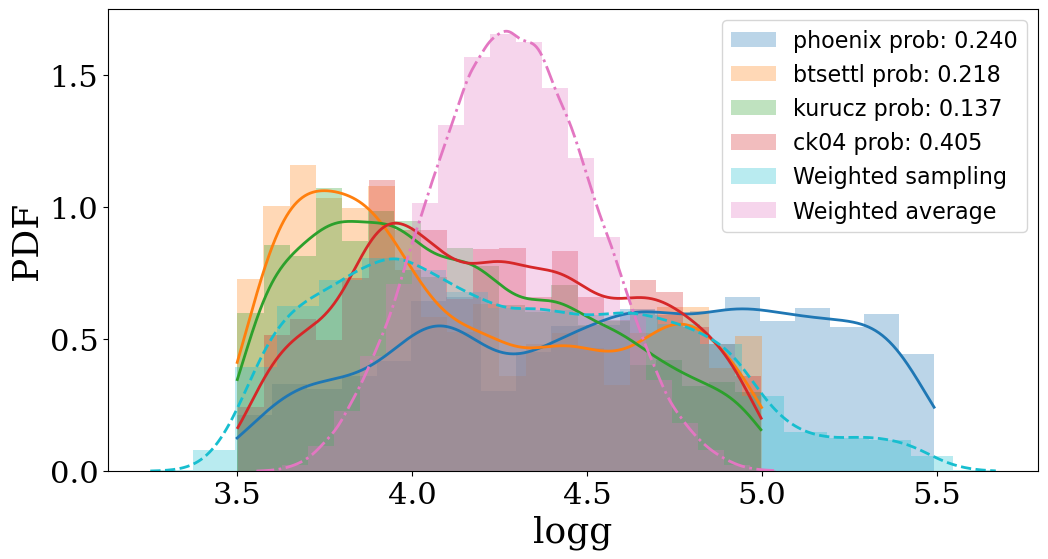 phoenix prob: 0.240
btsettl prob: 0.218
kurucz prob: 0.137
ck04 prob: 0.405
Weighted sampling
Weighted average
PDF
1.5
1.0
0.5
0.0
3.5 4.0 4.5 5.0 5.5
logg